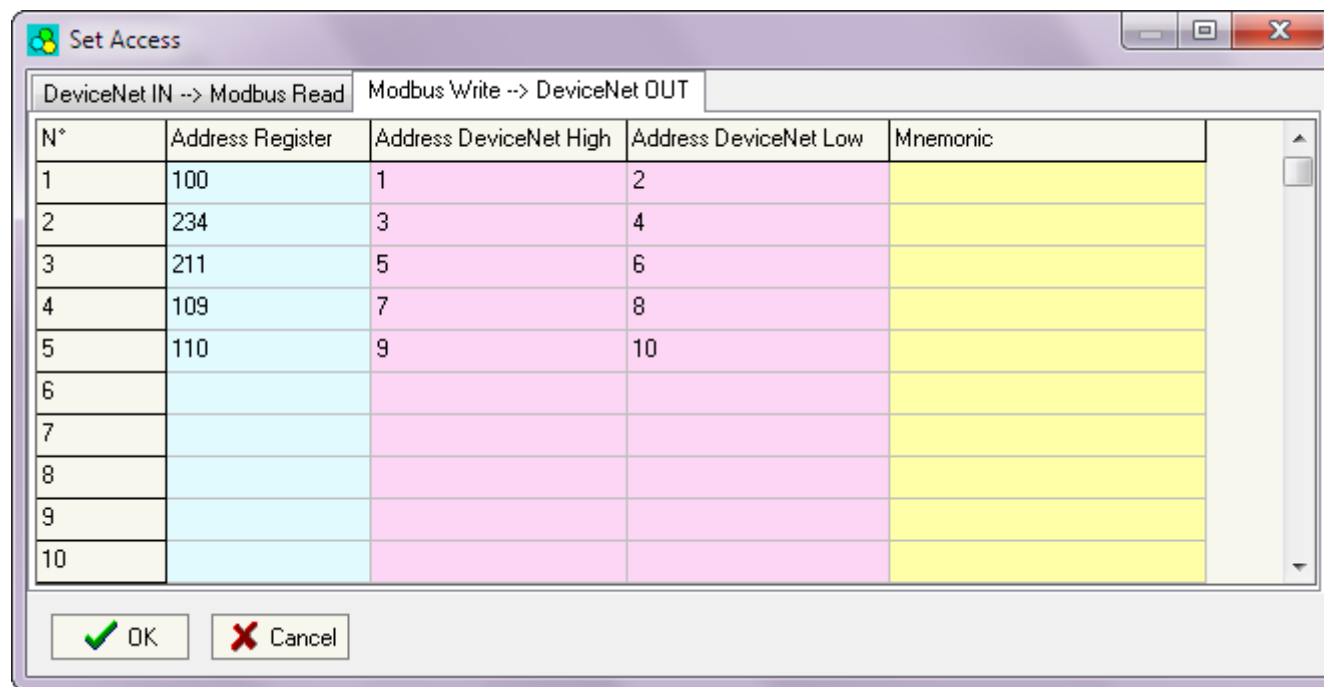 Set Access
DeviceNet IN --> Modbus Read Modbus Write --> DeviceNet OUT
N° Address Register Address DeviceNet High Address DeviceNet Low Mnemonic
1 100 1 2
2 234 3 4
3 211 5 6
4 109 7 8
5 110 9 10
6
7
8
9
10
OK Cancel